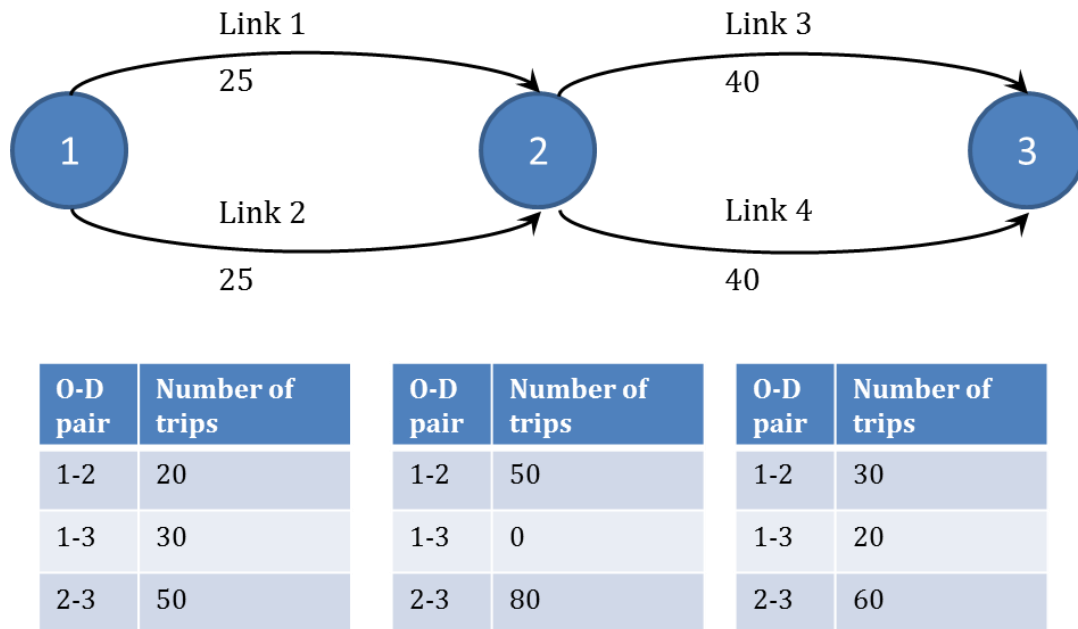 Link 1 Link 3
25 40
1 2 3
Link 2 Link 4
25 40
O-D pair Number of trips
1-2 20
1-3 30
2-3 50
O-D pair Number of trips
1-2 50
1-3 0
2-3 80
O-D pair Number of trips
1-2 30
1-3 20
2-3 60